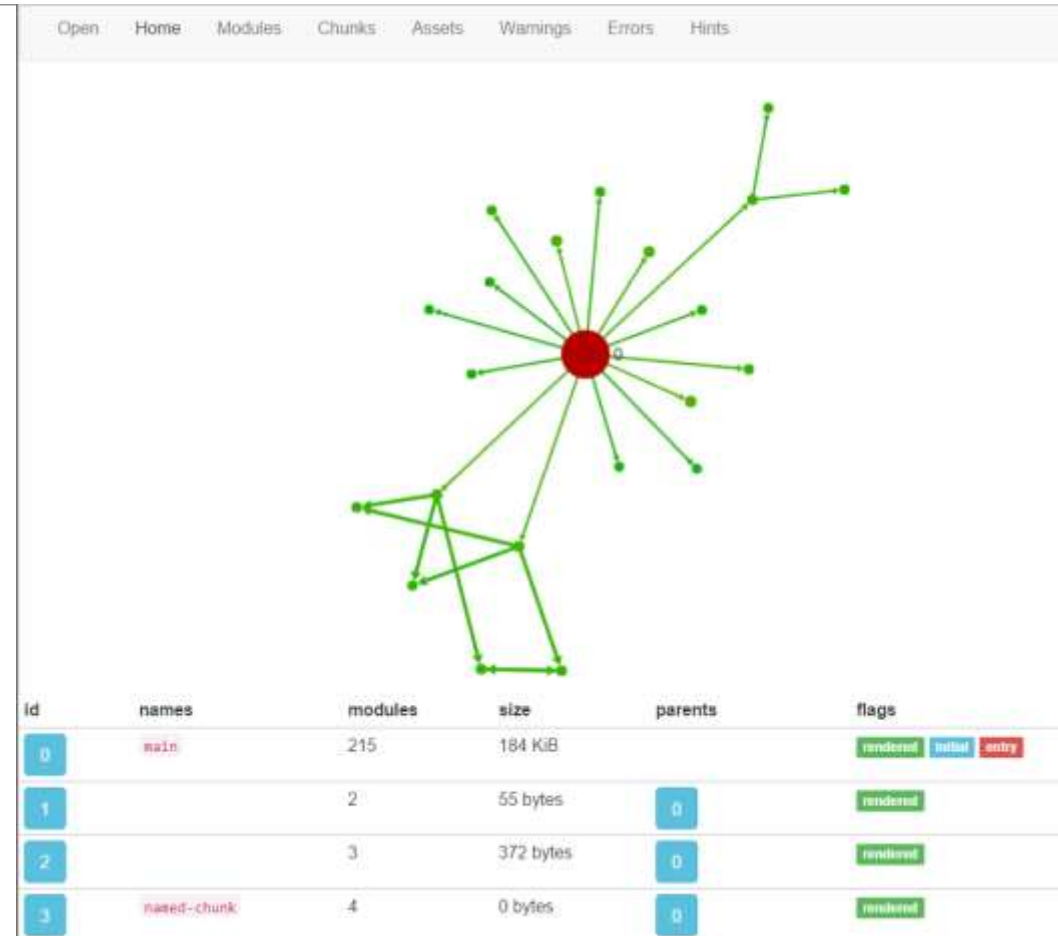 Open Home Modules Chunks Assets Warnings Errors Hints
0
id names modules size parents flags
0 main 215 184 KiB rendered initial entry
1 2 55 bytes 0 rendered
2 3 372 bytes 0 rendered
3 named-chunk 4 0 bytes 0 rendered